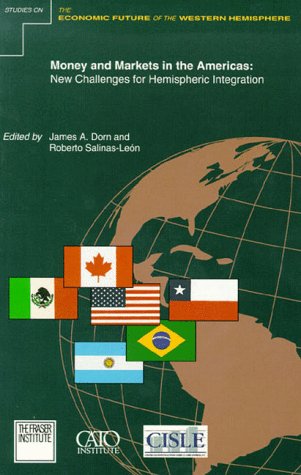 STUDIES ON
THE
ECONOMIC FUTURE OF THE WESTERN HEMISPHERE
Money and Markets in the Americas:
New Challenges for Hemispheric Integration
Edited by James A. Dorn and
Roberto Salinas-León
THE FRASER
INSTITUTE
CATO
INSTITUTE
CISLE